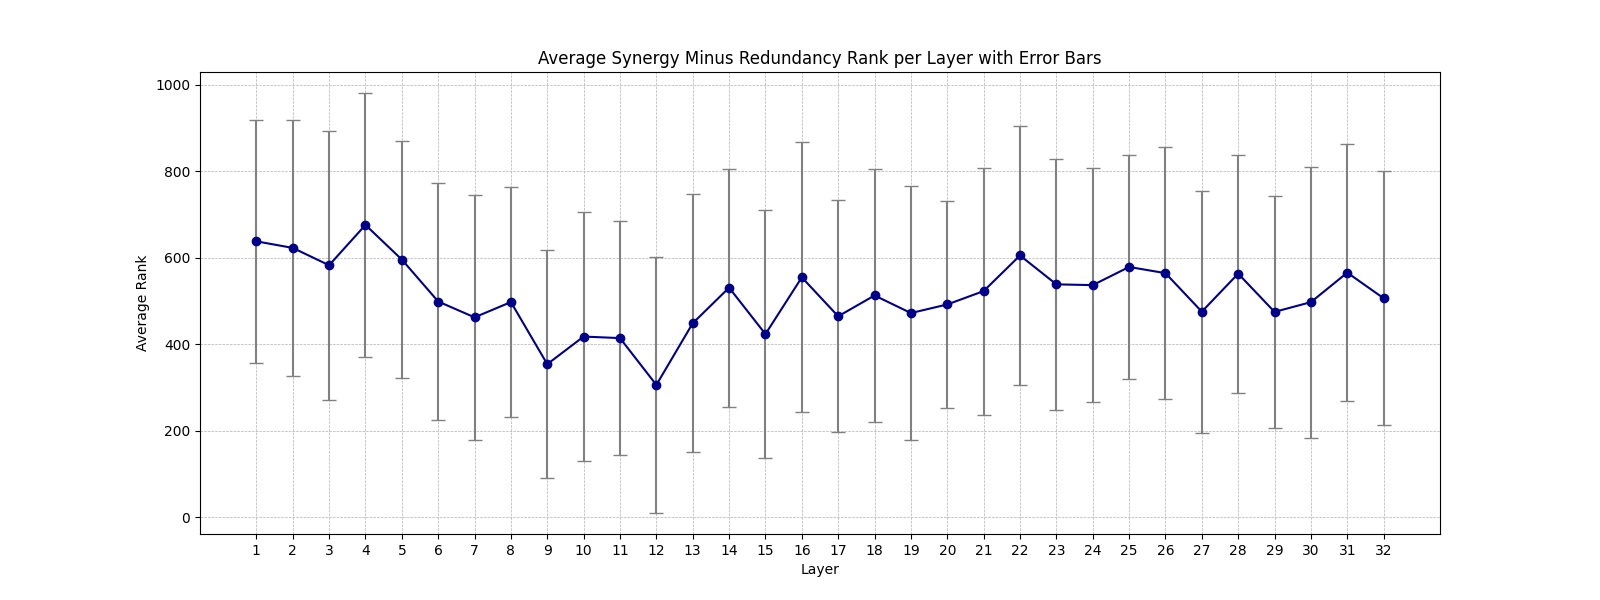 Average Synergy Minus Redundancy Rank per Layer with Error Bars
1000
800
600
400
200
0
Average Rank
1 2 3 4 5 6 7 8 9 10 11 12 13 14 15 16 17 18 19 20 21 22 23 24 25 26 27 28 29 30 31 32
Layer